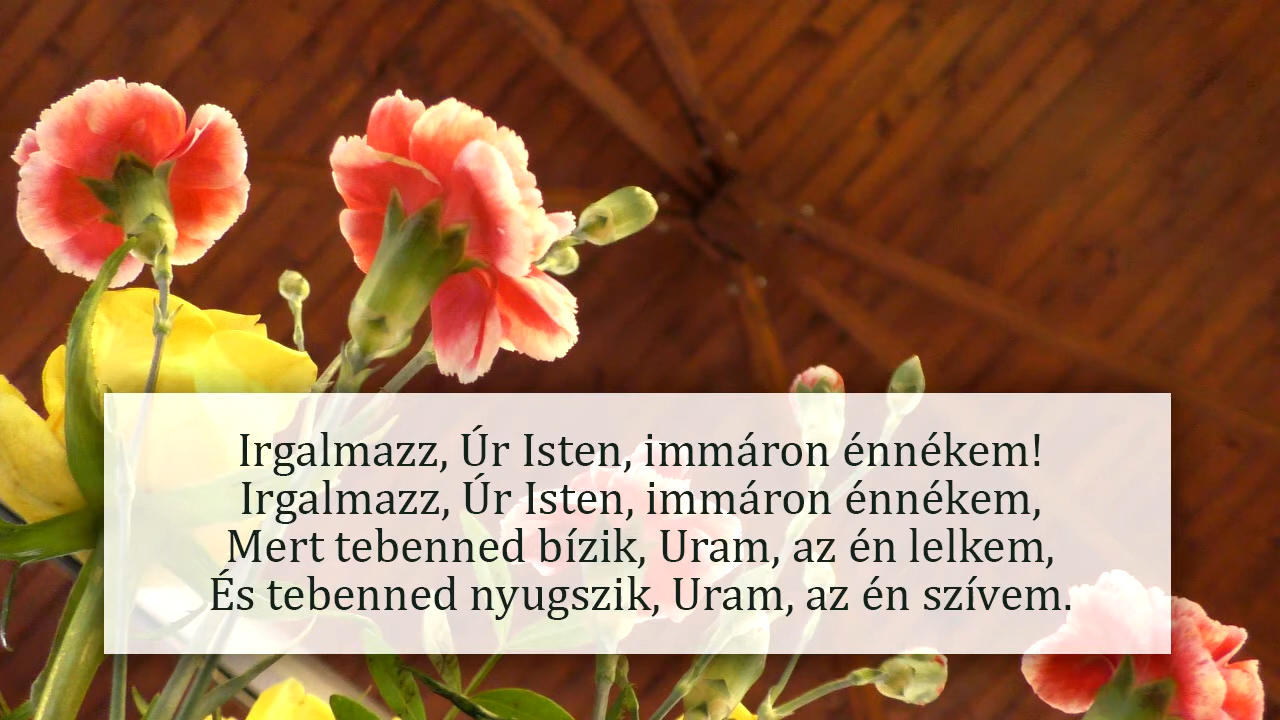 Irgalmazz, Úr Isten, immáron énnékem!
Irgalmazz, Úr Isten, immáron énnékem,
Mert tebenned bízik, Uram, az én lelkem,
És tebenned nyugszik, Uram, az én szívem.